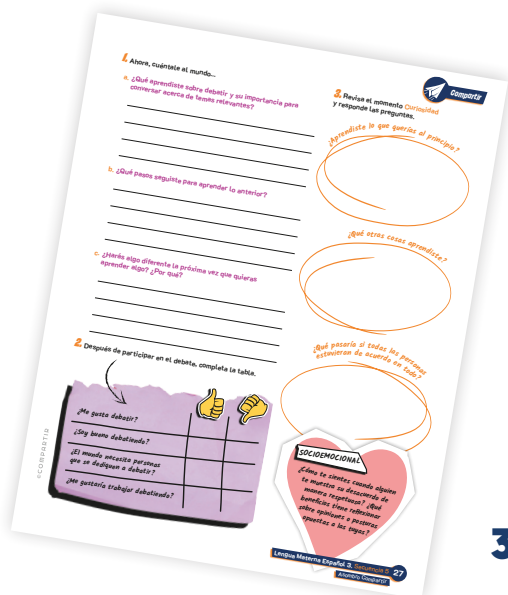 Compartir
1. Ahora, cuéntale al mundo...
a. ¿Qué aprendiste sobre debatir y su importancia para
conversar acerca de temas relevantes?
b. ¿Qué pasos seguiste para aprender lo anterior?
c. ¿Harás algo diferente la próxima vez que quieras
aprender algo? ¿Por qué?
2. Después de participar en el debate, completa la tabla.
¿Me gusta debatir?
¿Soy bueno debatiendo?
¿El mundo necesita personas
que se dediquen a debatir?
¿Me gustaría trabajar debatiendo?
3. Revisa el momento Curiosidad
y responde las preguntas.
¿Aprendiste lo que querías al principio?
¿Qué otras cosas aprendiste?
¿Qué pasaría si todas las personas
estuvieran de acuerdo en todo?
SOCIOEMOCIONAL
¿Cómo te sientes cuando alguien
te muestra su desacuerdo de
manera respetuosa? ¿Qué
beneficios tiene reflexionar
sobre opiniones o posturas
opuestas a las tuyas?
©COMPARTIR
Lengua Materna Español 3. Secuencia 5 27
Alhambra Compartir
3